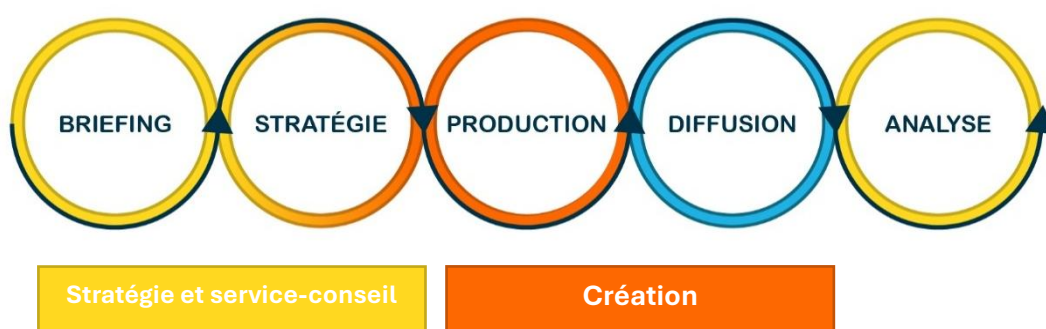 BRIEFING
STRATÉGIE
PRODUCTION
DIFFUSION
ANALYSE
Stratégie et service-conseil
Création